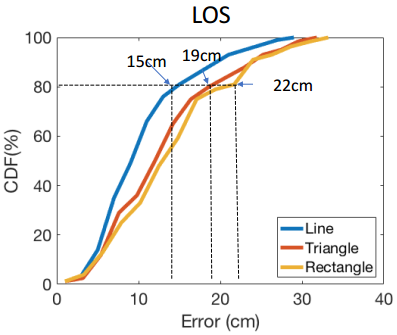 LOS
100
19cm
15cm
80
22cm
60
CDF(%)
40
Line
20
Triangle
Rectangle
0
0 10 20 30 40
Error (cm)